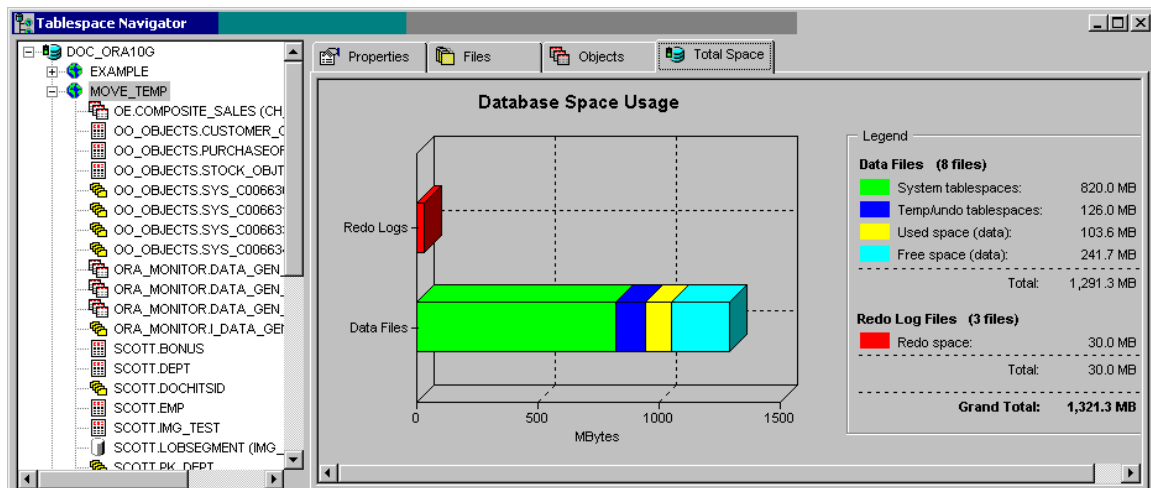 Tablespace Navigator
DOC_ORA10G
EXAMPLE
MOVE_TEMP
OE.COMPOSITE_SALES (CH_
OO_OBJECTS.CUSTOMER_C
OO_OBJECTS.PURCHASEOF
OO_OBJECTS.STOCK_OBJT
OO_OBJECTS.SYS_C00663
OO_OBJECTS.SYS_C00663
OO_OBJECTS.SYS_C00663
OO_OBJECTS.SYS_C00663
ORA_MONITOR.DATA_GEN_
ORA_MONITOR.DATA_GEN_
ORA_MONITOR.DATA_GEN_
ORA_MONITOR.I_DATA_GEN
SCOTT.BONUS
SCOTT.DEPT
SCOTT.DOCHITSID
SCOTT.EMP
SCOTT.IMG_TEST
SCOTT.LOBSEGMENT (IMG_
SCOTT.PK_DEPT
Properties Files Objects Total Space
Database Space Usage
Redo Logs
Data Files
0 500 1000 1500
MBytes
Legend
Data Files (8 files)
System tablespaces: 820.0 MB
Temp/undo tablespaces: 126.0 MB
Used space (data): 103.6 MB
Free space (data): 241.7 MB
Total: 1,291.3 MB
Redo Log Files (3 files)
Redo space: 30.0 MB
Total: 30.0 MB
Grand Total: 1,321.3 MB